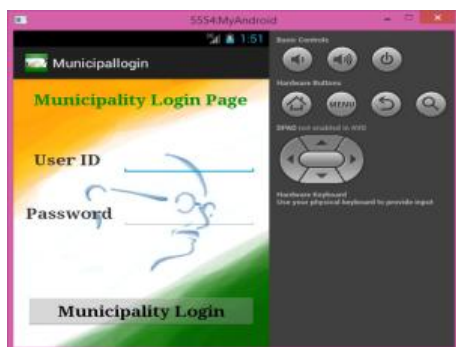 5554:MyAndroid
1:51
Municipallogin
Municipality Login Page
User ID
Password
Municipality Login
Basic Controls
Hardware Buttons
MENU
DPAD not enabled in AVD
Hardware Keyboard
Use your physical keyboard to provide input